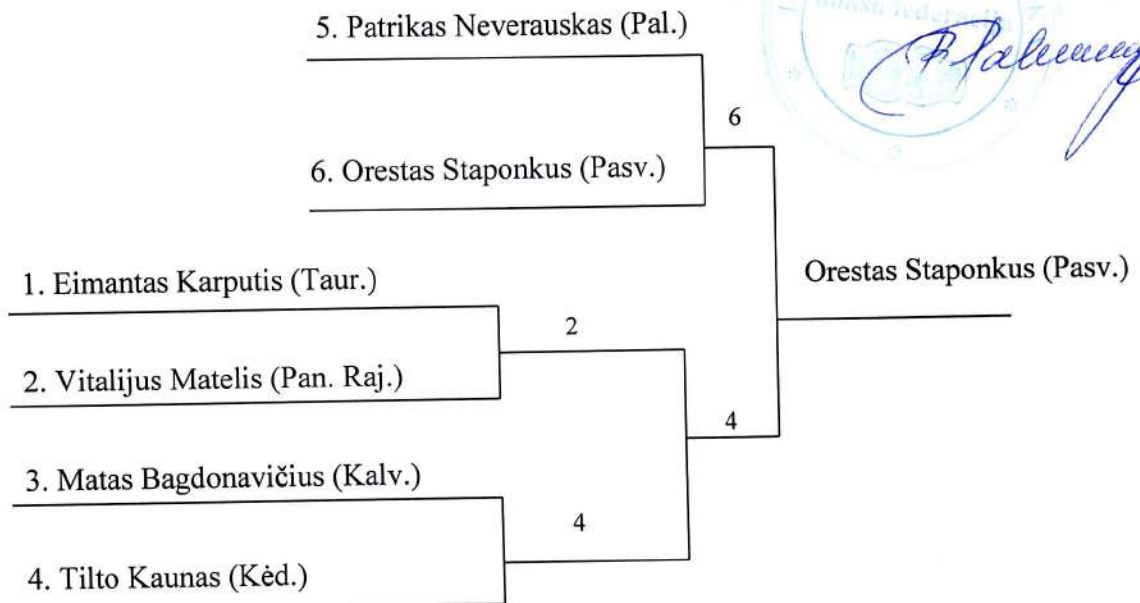 5. Patrikas Neverauskas (Pal.)
6
6. Orestas Staponkus (Pasv.)
Orestas Staponkus (Pasv.)
1. Eimantas Karputis (Taur.)
2
2. Vitalijus Matelis (Pan. Raj.)
4
3. Matas Bagdonavičius (Kalv.)
4
4. Tilto Kaunas (Kėd.)